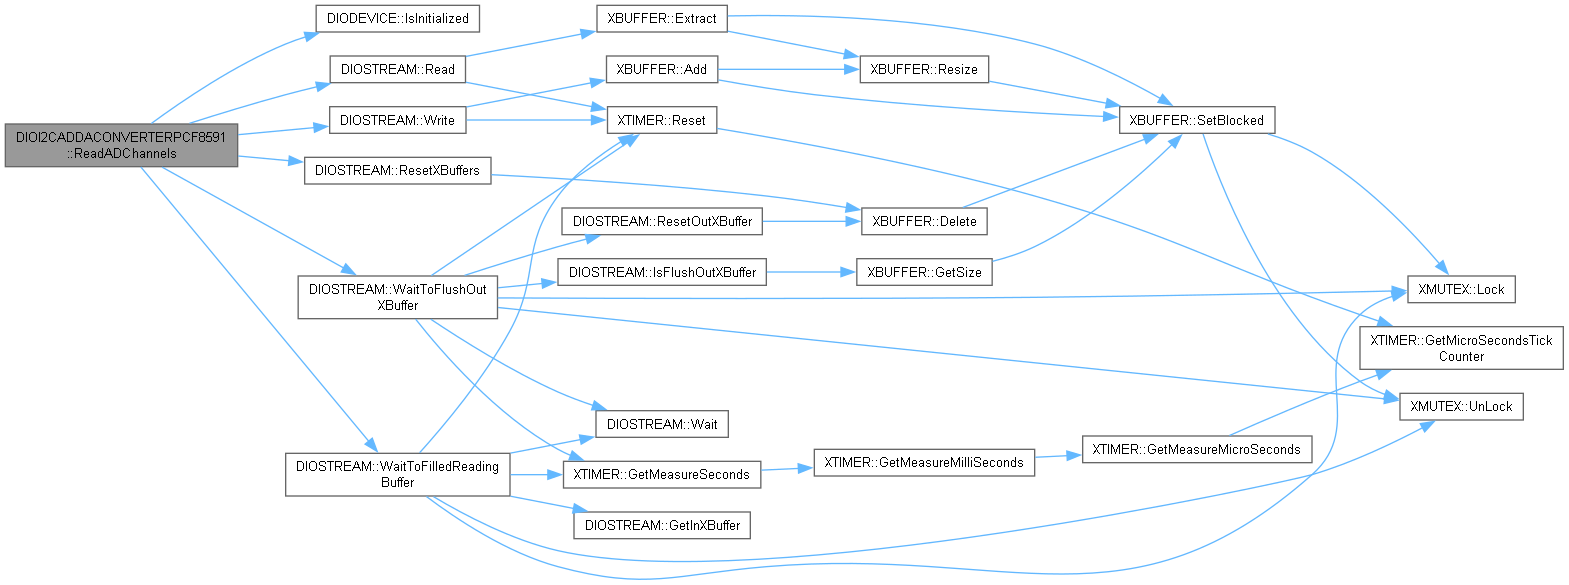 DIOI2CADDACONVERTERPCF8591
::ReadADChannels
DIODEVICE::IsInitialized
DIOSTREAM::Read
DIOSTREAM::Write
DIOSTREAM::ResetXBuffers
DIOSTREAM::WaitToFlushOut
XBuffer
DIOSTREAM::WaitToFilledReading
Buffer
XBUFFER::Extract
XBUFFER::Add
XTIMER::Reset
DIOSTREAM::ResetOutXBuffer
DIOSTREAM::IsFlushOutXBuffer
DIOSTREAM::Wait
XTIMER::GetMeasureSeconds
DIOSTREAM::GetInXBuffer
XBUFFER::Resize
XBUFFER::Delete
XBUFFER::GetSize
XTIMER::GetMeasureMilliSeconds
XBUFFER::SetBlocked
XTIMER::GetMeasureMicroSeconds
XMUTEX::Lock
XTIMER::GetMicroSecondsTick
Counter
XMUTEX::UnLock